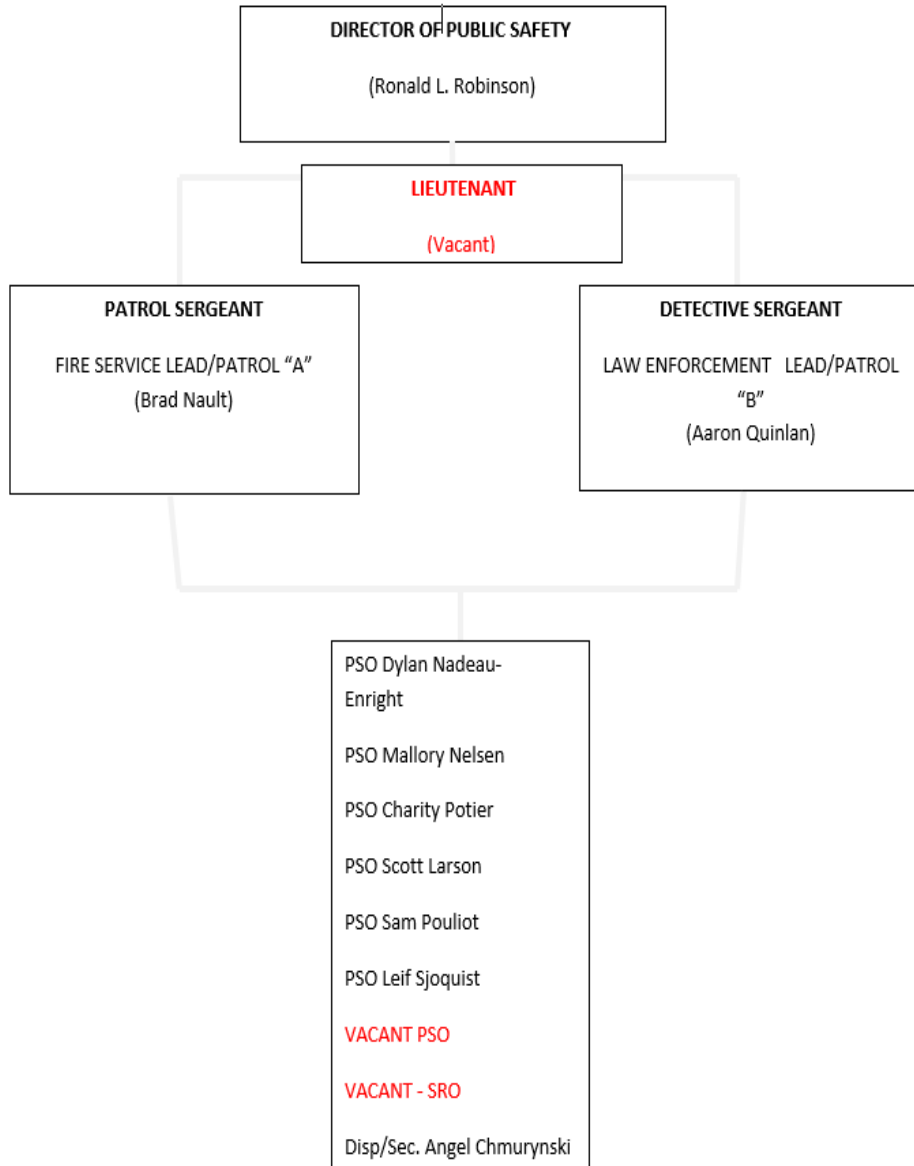 DIRECTOR OF PUBLIC SAFETY
(Ronald L. Robinson)
LIEUTENANT
(Vacant)
PATROL SERGEANT
FIRE SERVICE LEAD/PATROL “A”
(Brad Nault)
DETECTIVE SERGEANT
LAW ENFORCEMENT LEAD/PATROL
“B”
(Aaron Quinlan)
PSO Dylan Nadeau-
Enright
PSO Mallory Nelsen
PSO Charity Potier
PSO Scott Larson
PSO Sam Pouliot
PSO Leif Sjoquist
VACANT PSO
VACANT - SRO
Disp/Sec. Angel Chmurynski